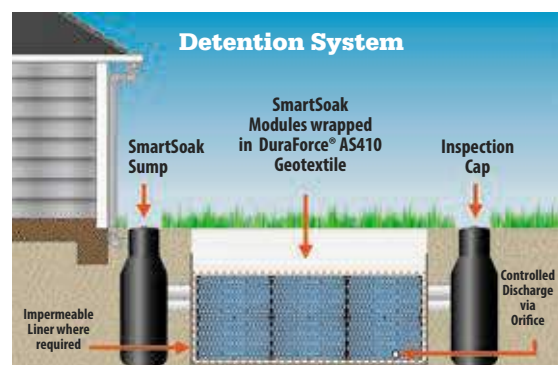 Detention System
SmartSoak
Modules wrapped
in DuraForce® AS410
Geotextile
SmartSoak
Sump
Inspection
Cap
Controlled
Discharge
via
Orifice
Impermeable
Liner where
required